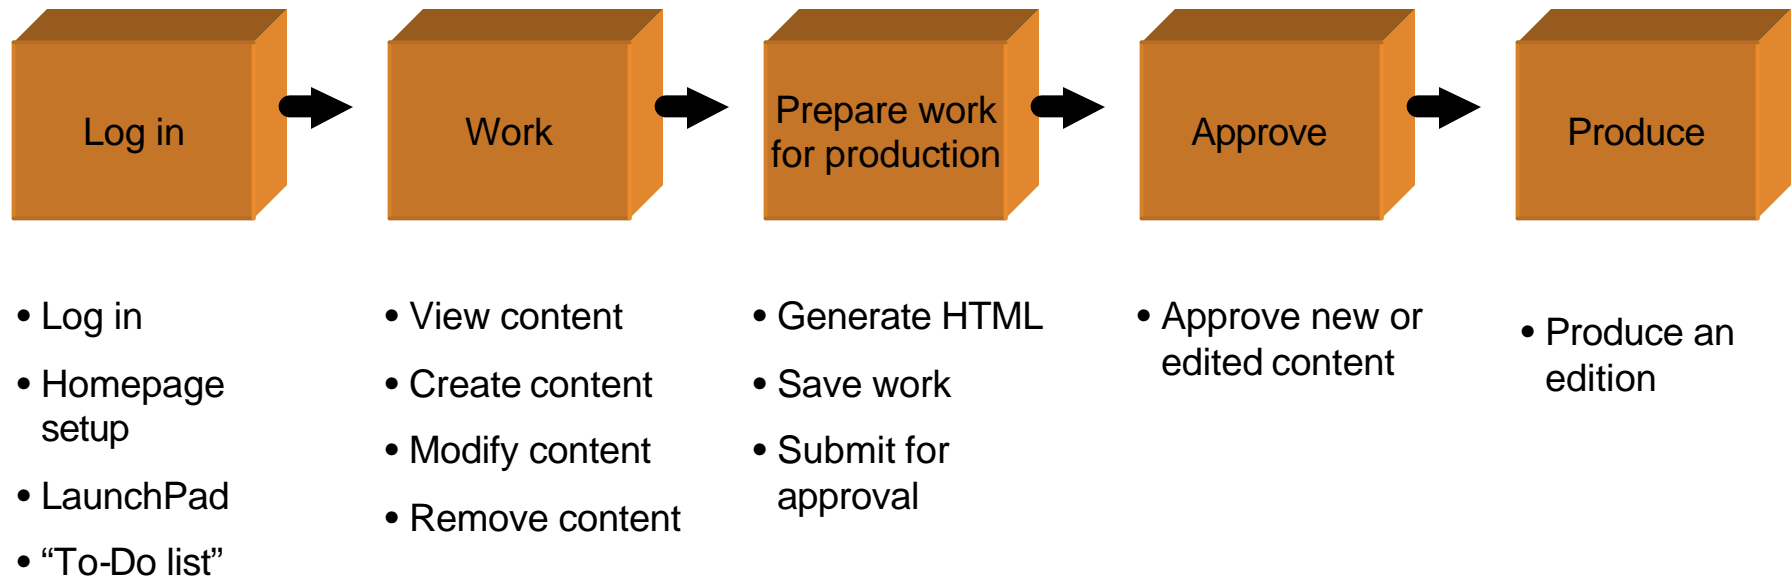 Log in
Work
Prepare work
for production
Approve
Produce
• Log in
• Homepage
setup
• LaunchPad
• “To-Do list”
• View content
• Create content
• Modify content
• Remove content
• Generate HTML
• Save work
• Submit for
approval
• Approve new or
edited content
• Produce an
edition